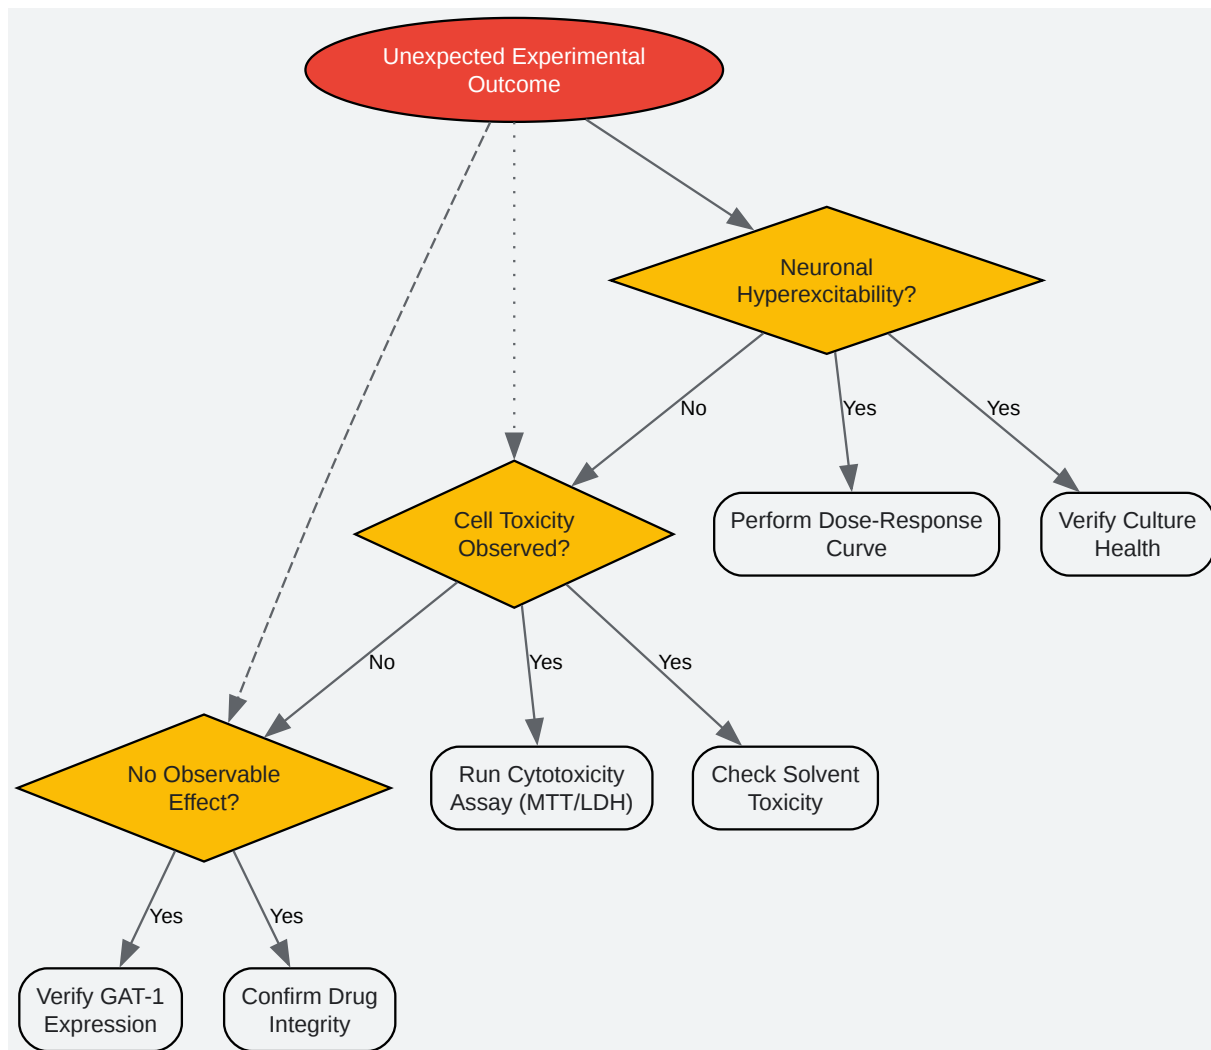 Unexpected Experimental
Outcome
Neuronal
Hyperexcitability?
No
Yes
Yes
Cell Toxicity
Observed?
Perform Dose-Response
Curve
Verify Culture
Health
No
Yes
Yes
No Observable
Effect?
Run Cytotoxicity
Assay (MTT/LDH)
Check Solvent
Toxicity
Yes
Yes
Verify GAT-1
Expression
Confirm Drug
Integrity